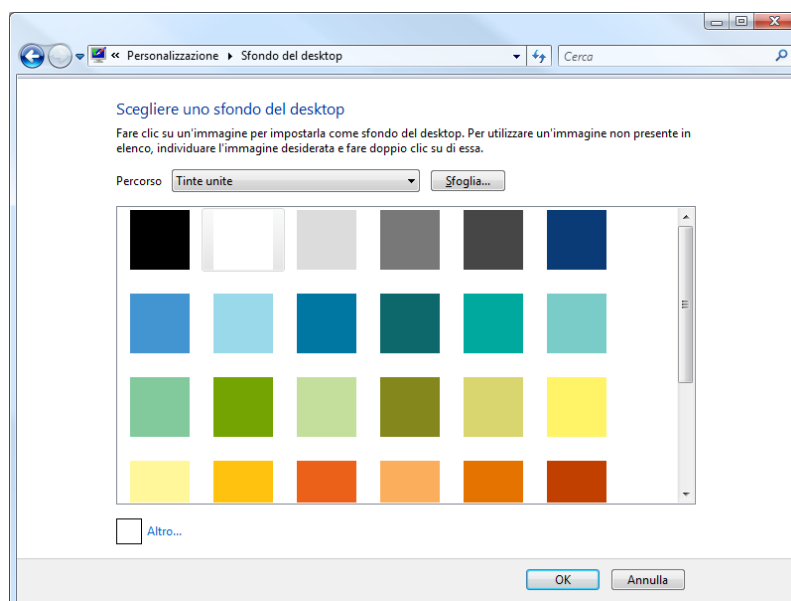 « Personalizzazione ▸ Sfondo del desktop
Cerca
Scegliere uno sfondo del desktop
Fare clic su un'immagine per impostarla come sfondo del desktop. Per utilizzare un'immagine non presente in
elenco, individuare l'immagine desiderata e fare doppio clic su di essa.
Percorso Tinte unite Sfoglia...
Altro...
OK Annulla